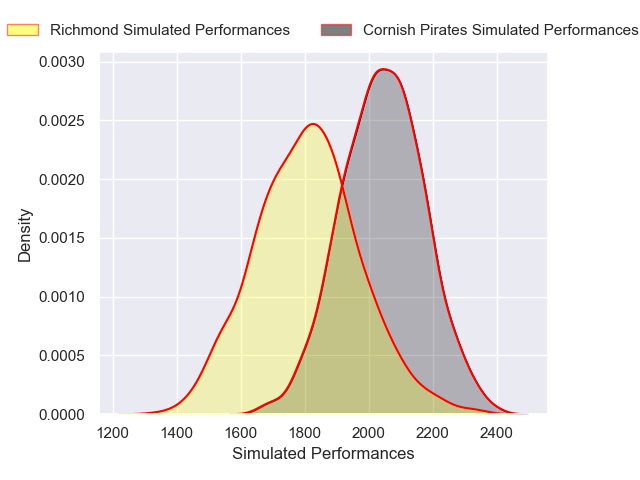 Richmond Simulated Performances Cornish Pirates Simulated Performances
0.0030
0.0025
0.0020
0.0015
0.0010
0.0005
0.0000
Density
1200 1400 1600 1800 2000 2200 2400
Simulated Performances